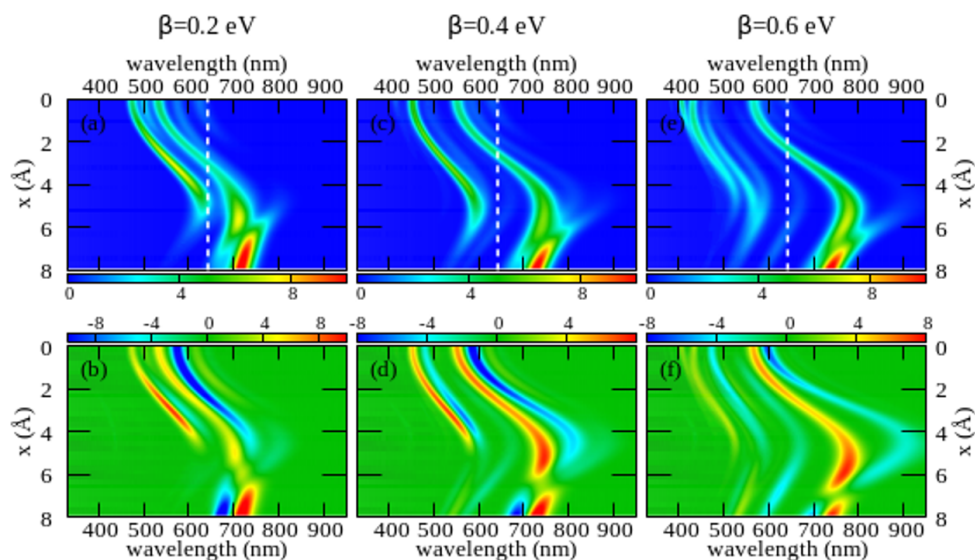 β=0.2 eV β=0.4 eV β=0.6 eV
wavelength (nm) wavelength (nm) wavelength (nm)
400 500 600 700 800 900 400 500 600 700 800 900 400 500 600 700 800 900
0 (a) (c) (e) 0
2 2
x (Å) 4 4 x (Å)
6 6
8 8
0 4 8 0 4 8 0 4 8
-8 -4 0 4 8 -8 -4 0 4 -8 -4 0 4 8
0 (b) (d) (f) 0
2 2
x (Å) 4 4 x (Å)
6 6
8 8
400 500 600 700 800 900 400 500 600 700 800 900 400 500 600 700 800 900
wavelength (nm) wavelength (nm) wavelength (nm)